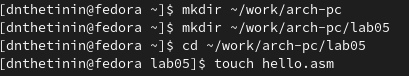 [dnthetinin@fedora ~]$ mkdir ~/work/arch-pc
[dnthetinin@fedora ~]$ mkdir ~/work/arch-pc/lab05
[dnthetinin@fedora ~]$ cd ~/work/arch-pc/lab05
[dnthetinin@fedora lab05]$ touch hello.asm